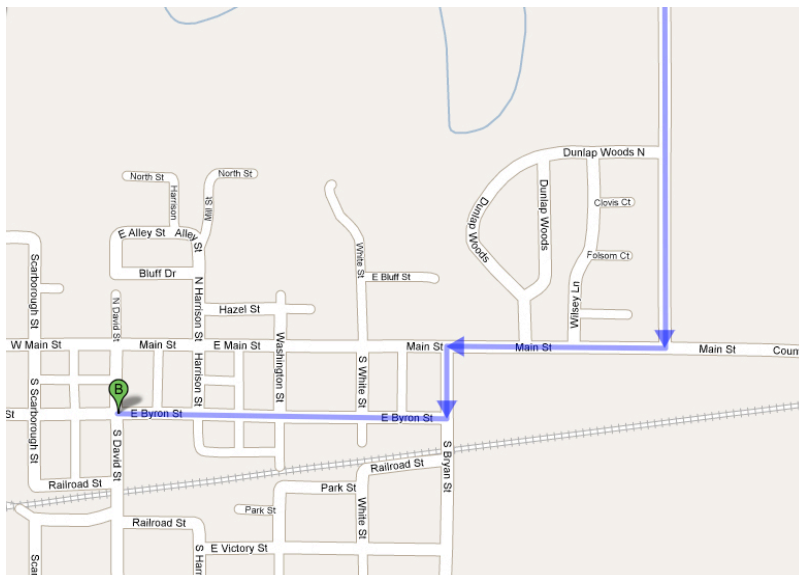 Dunlap Woods N
North St
North St
Harrison
Mill St
Dunlap Woods
Dunlap Woods
Clovis Ct
E Alley St
Alley St
White St
Folsom Ct
Scarborough St
Bluff Dr
E Bluff St
N David St
N Harrison St
Hazel St
Wilsey Ln
W Main St
Main St
E Main St
Washington St
Main St
Main St
Main St
Coun
S Scarborough St
Harrison St
S White St
B
St
E Byron St
E Byron St
S David St
S Bryan St
Railroad St
Railroad St
Park St
White St
Park St
Railroad St
E Victory St
Scar
S Harr